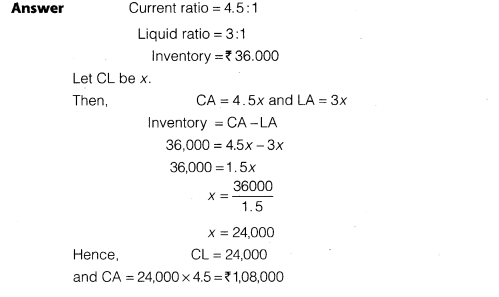 Answer Current ratio = 4.5:1
Liquid ratio = 3:1
Inventory = ₹ 36.000
Let CL be x.
Then, CA = 4.5x and LA = 3x
Inventory = CA – LA
36,000 = 4.5x – 3x
36,000 = 1.5x
x = 36000
1.5
x = 24,000
Hence, CL = 24,000
and CA = 24,000 × 4.5 = ₹ 1,08,000